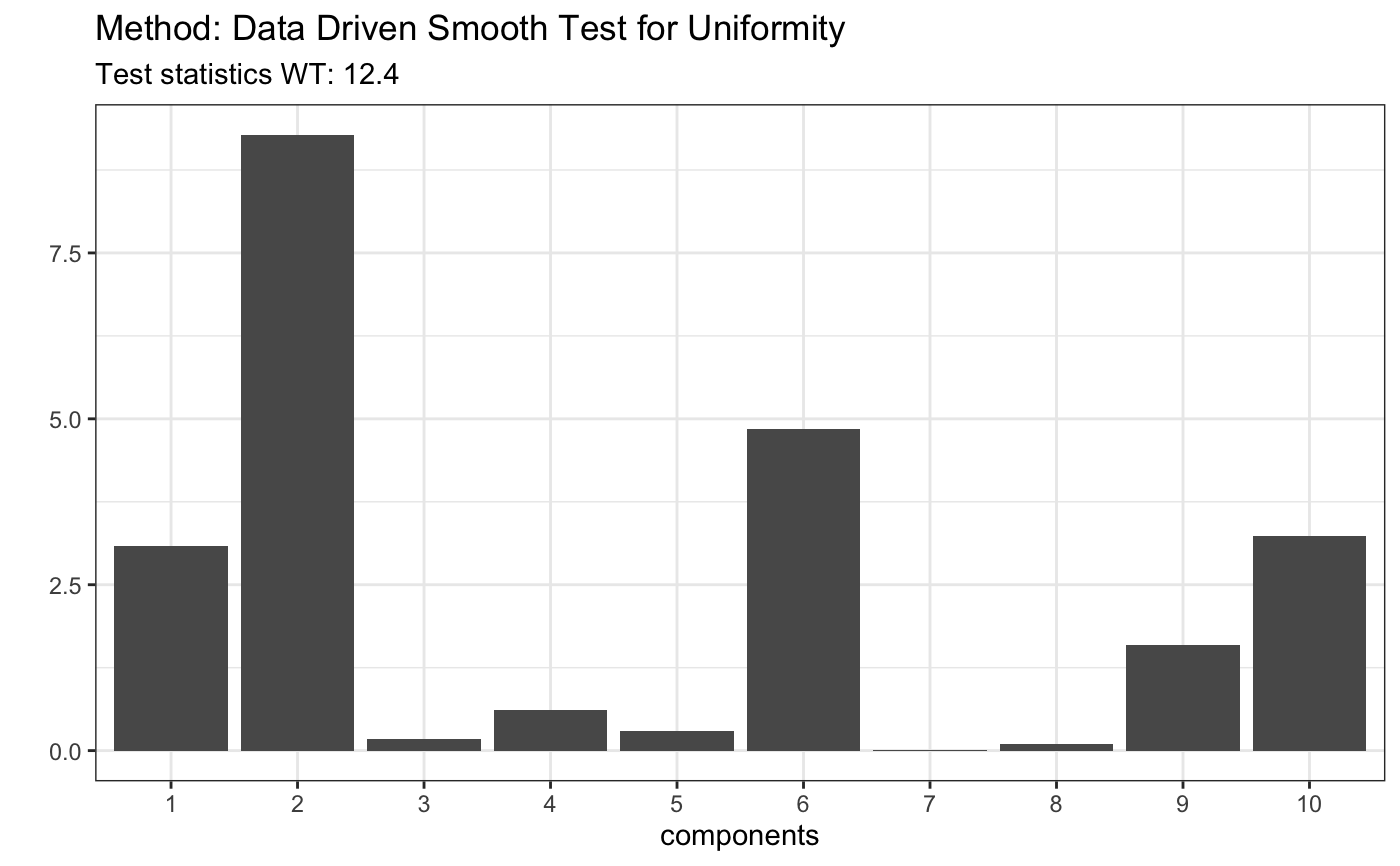 Method: Data Driven Smooth Test for Uniformity
Test statistics WT: 12.4
7.5
5.0
2.5
0.0
1 2 3 4 5 6 7 8 9 10
components